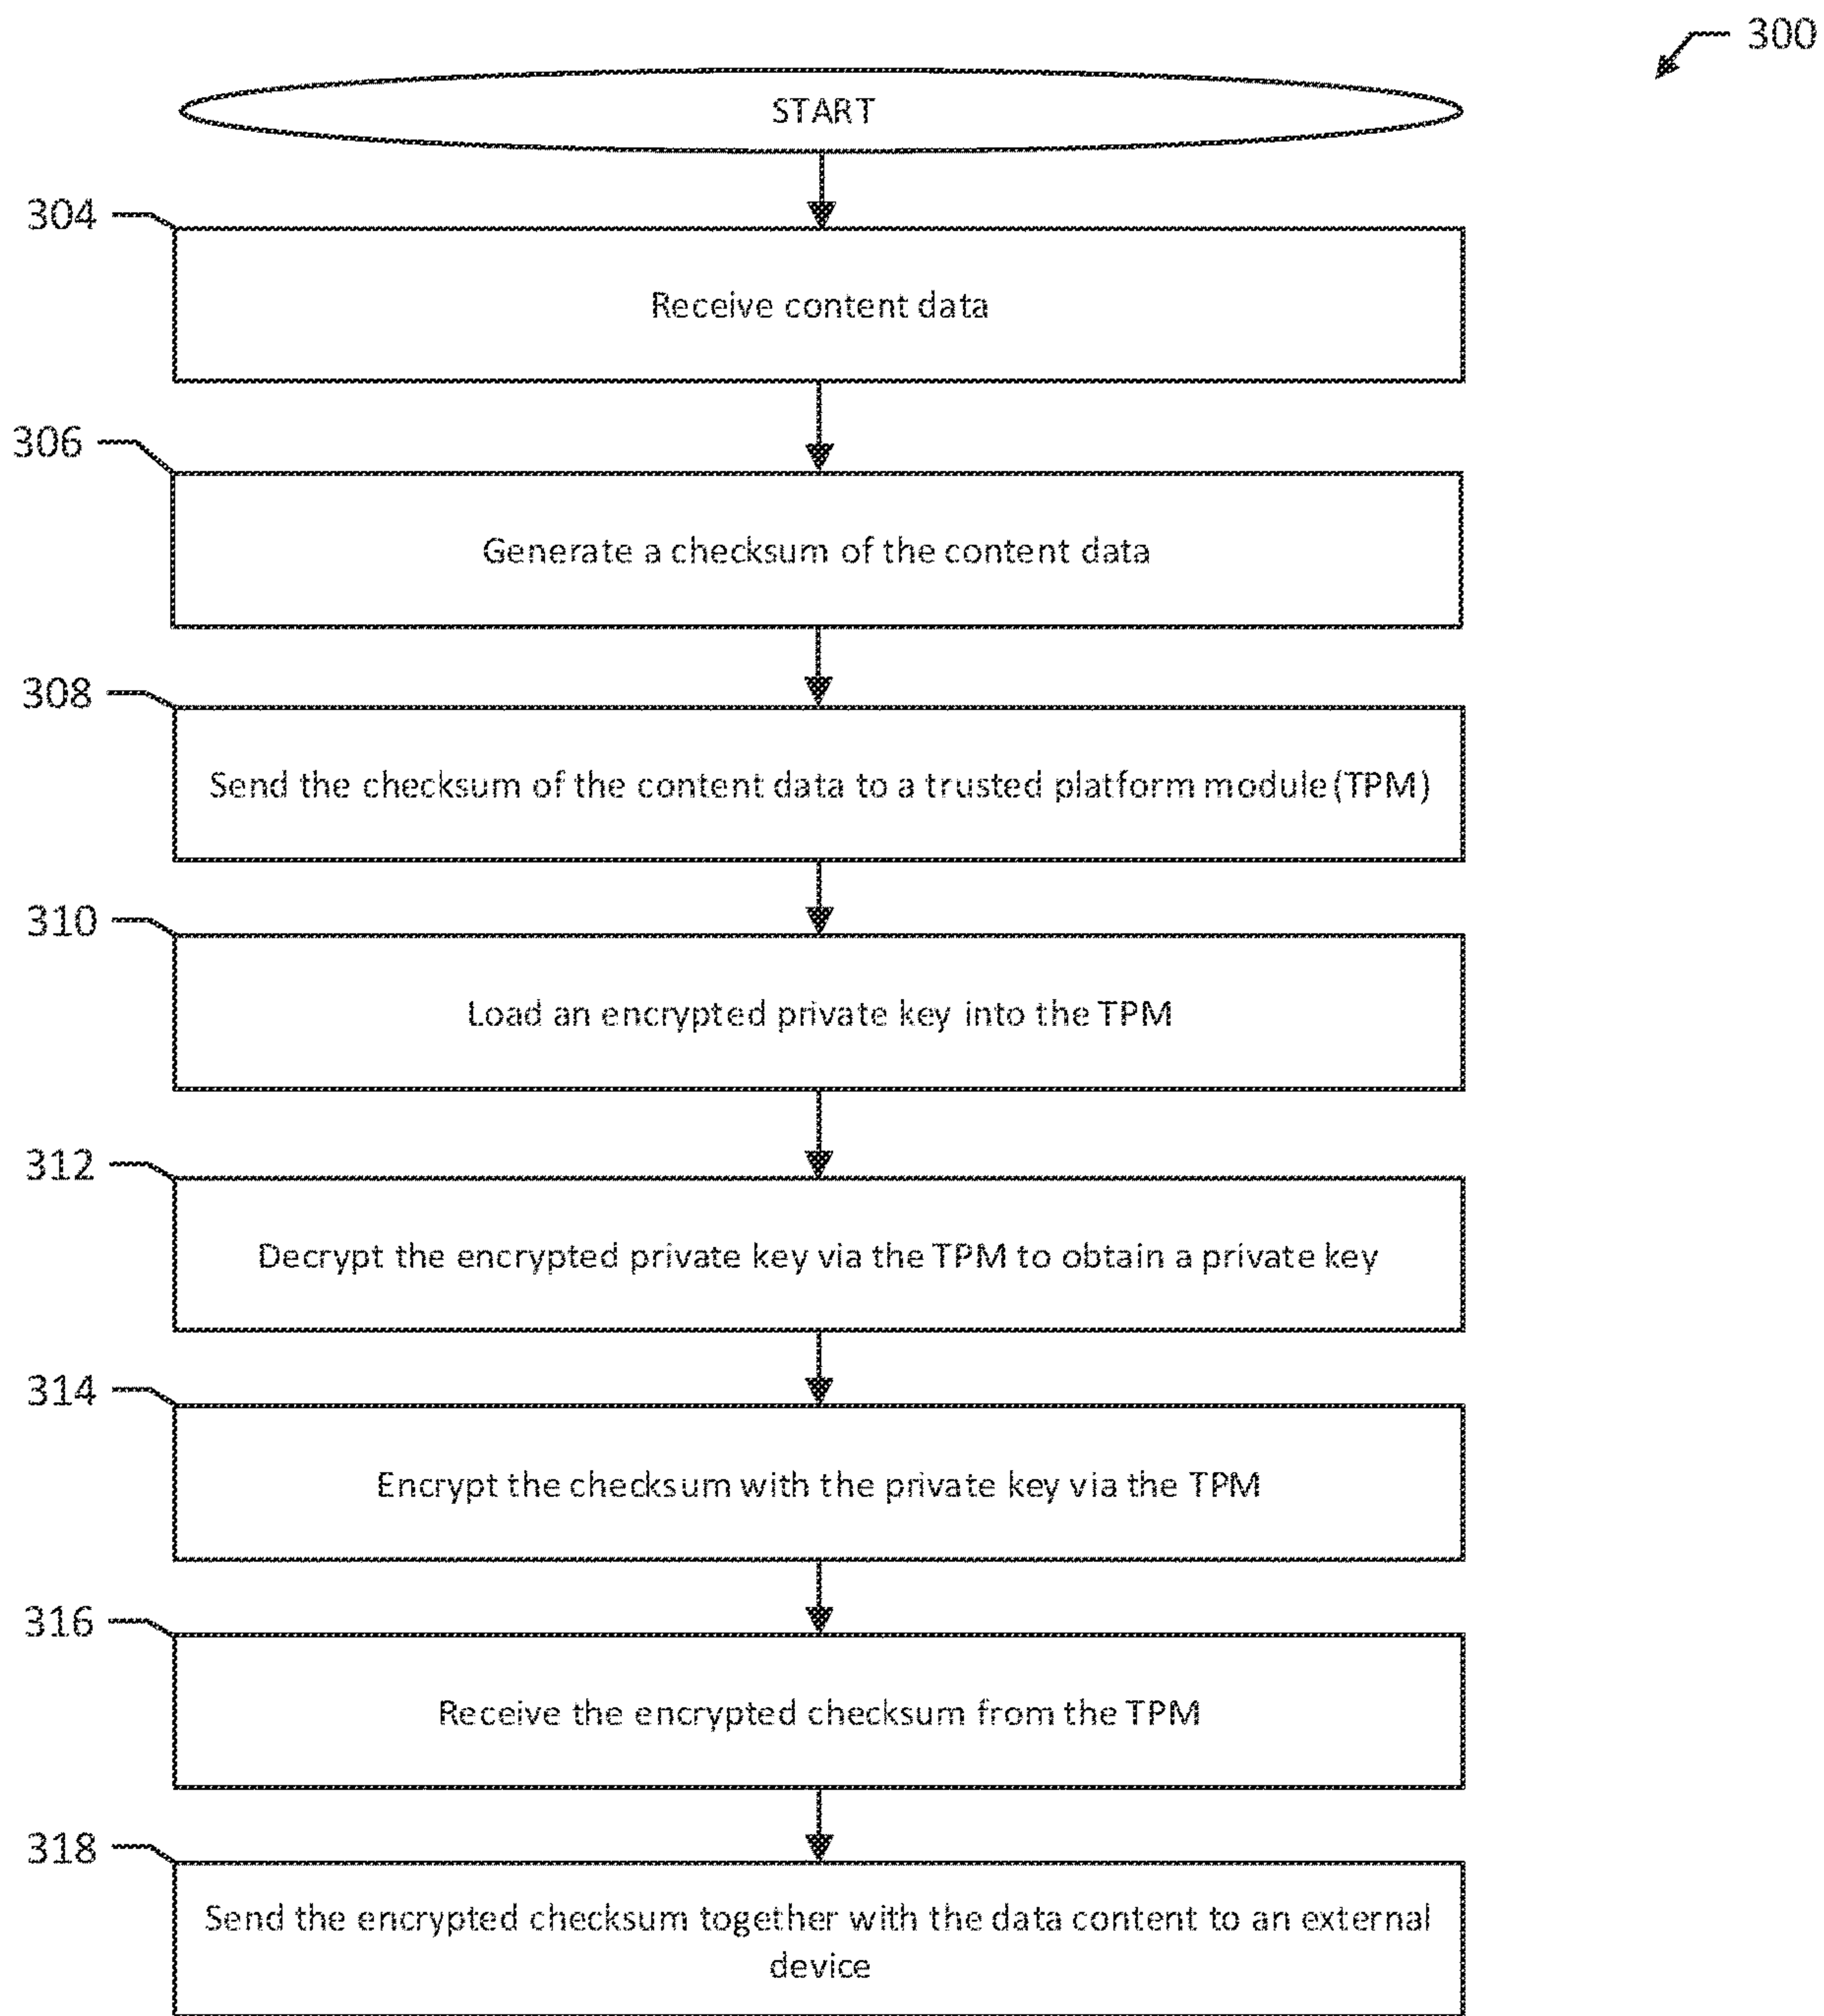 300
START
304
Receive content data
306
Generate a checksum of the content data
308
Send the checksum of the content data to a trusted platform module (TPM)
310
Load an encrypted private key into the TPM
312
Decrypt the encrypted private key via the TPM to obtain a private key
314
Encrypt the checksum with the private key via the TPM
316
Receive the encrypted checksum from the TPM
318
Send the encrypted checksum together with the data content to an external
device